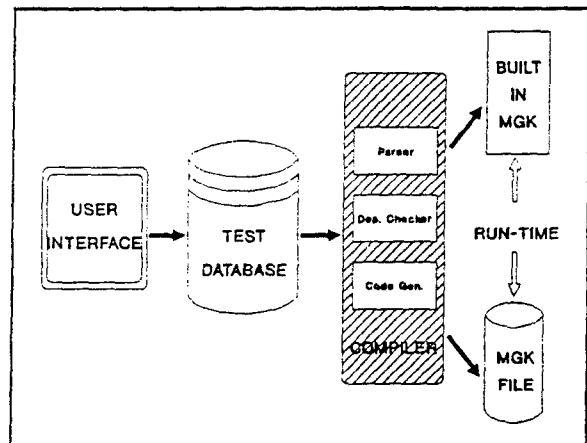 USER
INTERFACE
TEST
DATABASE
Parser
Dep. Checker
Code Gen.
COMPILER
BUILT
IN
MGK
RUN-TIME
MGK
FILE